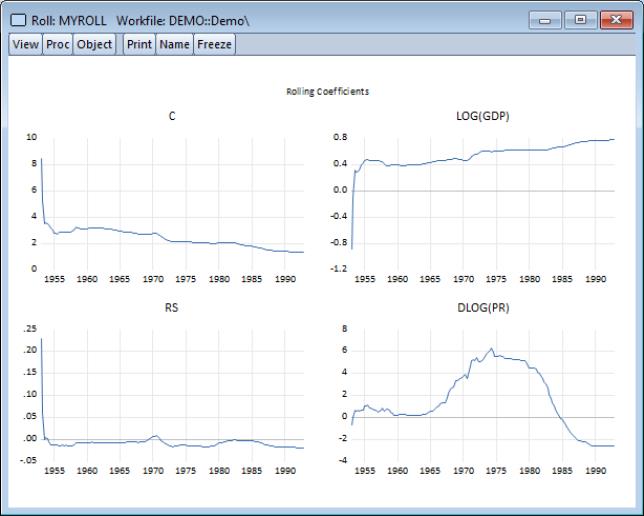 Roll: MYROLL Workfile: DEMO::Demo\
View Proc Object Print Name Freeze
Rolling Coefficients
C
10
8
6
4
2
0
1955 1960 1965 1970 1975 1980 1985 1990
LOG(GDP)
0.8
0.4
0.0
-0.4
-0.8
-1.2
1955 1960 1965 1970 1975 1980 1985 1990
RS
.25
.20
.15
.10
.05
.00
-.05
1955 1960 1965 1970 1975 1980 1985 1990
DLOG(PR)
8
6
4
2
0
-2
-4
1955 1960 1965 1970 1975 1980 1985 1990